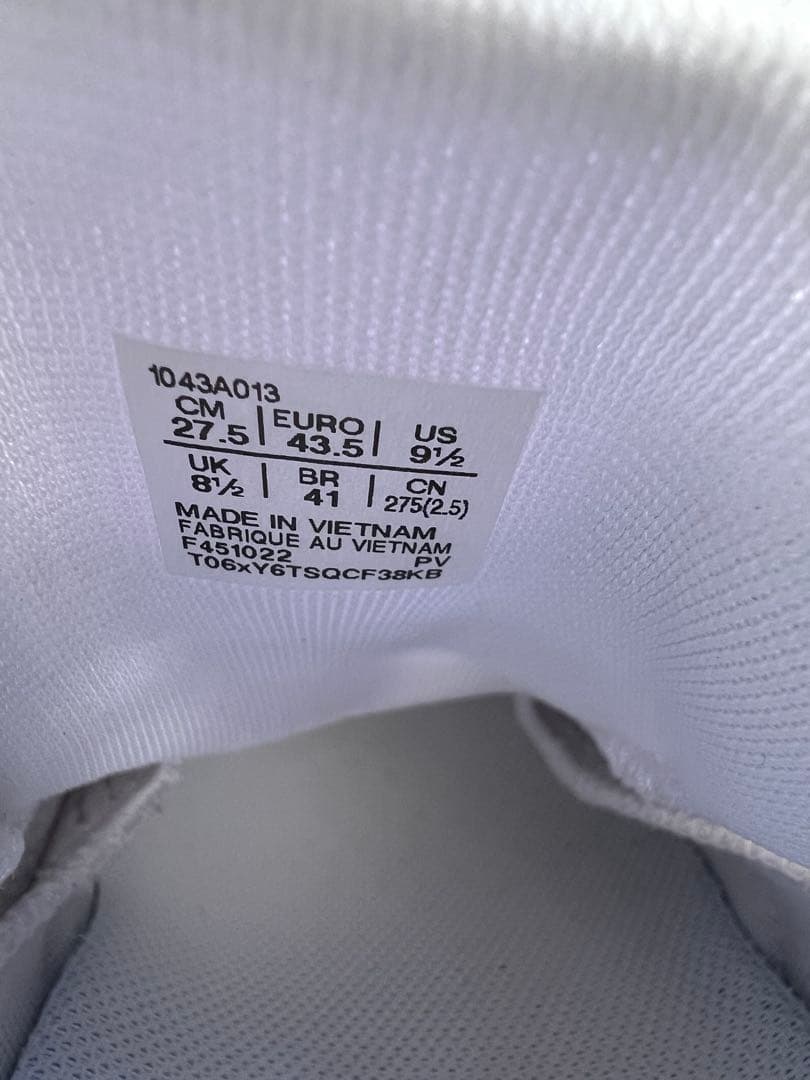 1043A013
CM | EURO | US
27.5 | 43.5 | 9½
UK | BR | CN
8½ | 41 | 275(2.5)
MADE IN VIETNAM
FABRIQUE AU VIETNAM
F451022 PV
T06xY6TSQCF38KB